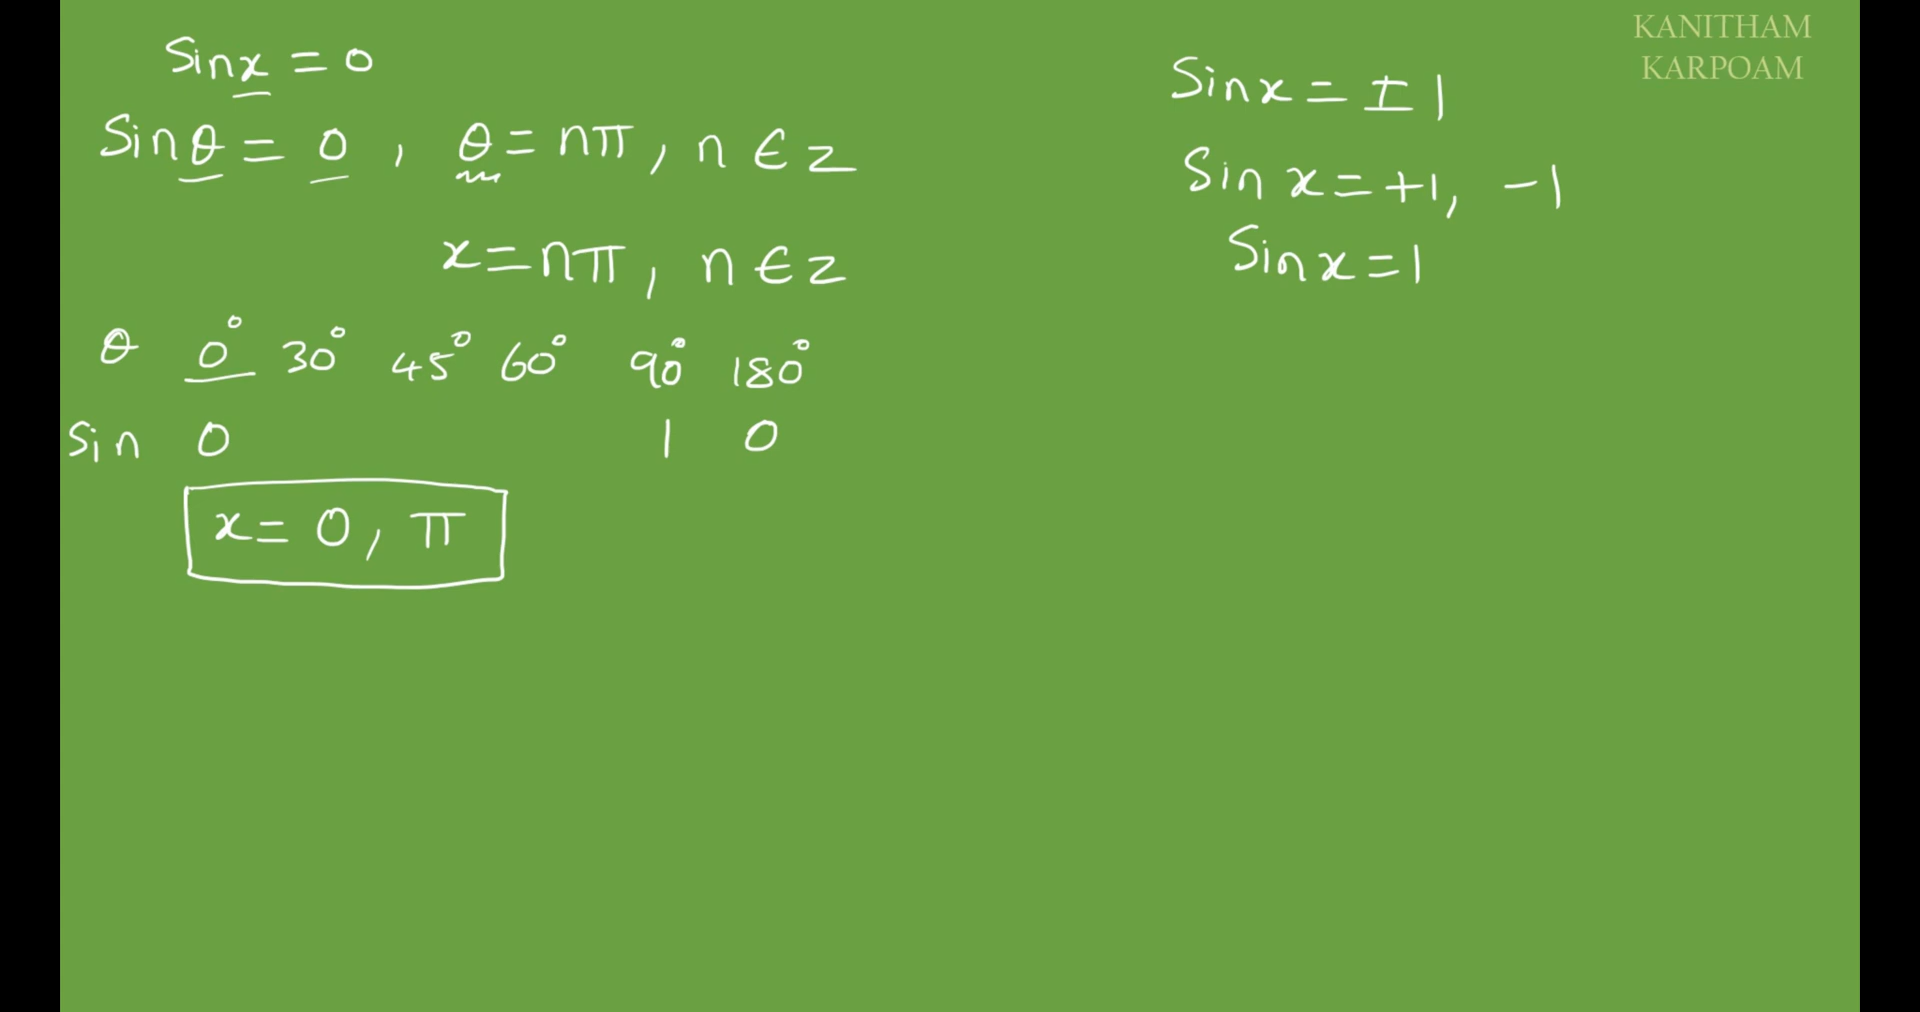 Sinx = 0
Sinθ = 0 , θ = nπ, n ∈ z
x = nπ, n ∈ z
θ 0° 30° 45° 60° 90° 180°
Sin 0 1 0
x = 0, π
KANITHAM
KARPOAM
Sinx = ± 1
Sin x = +1, -1
Sinx = 1